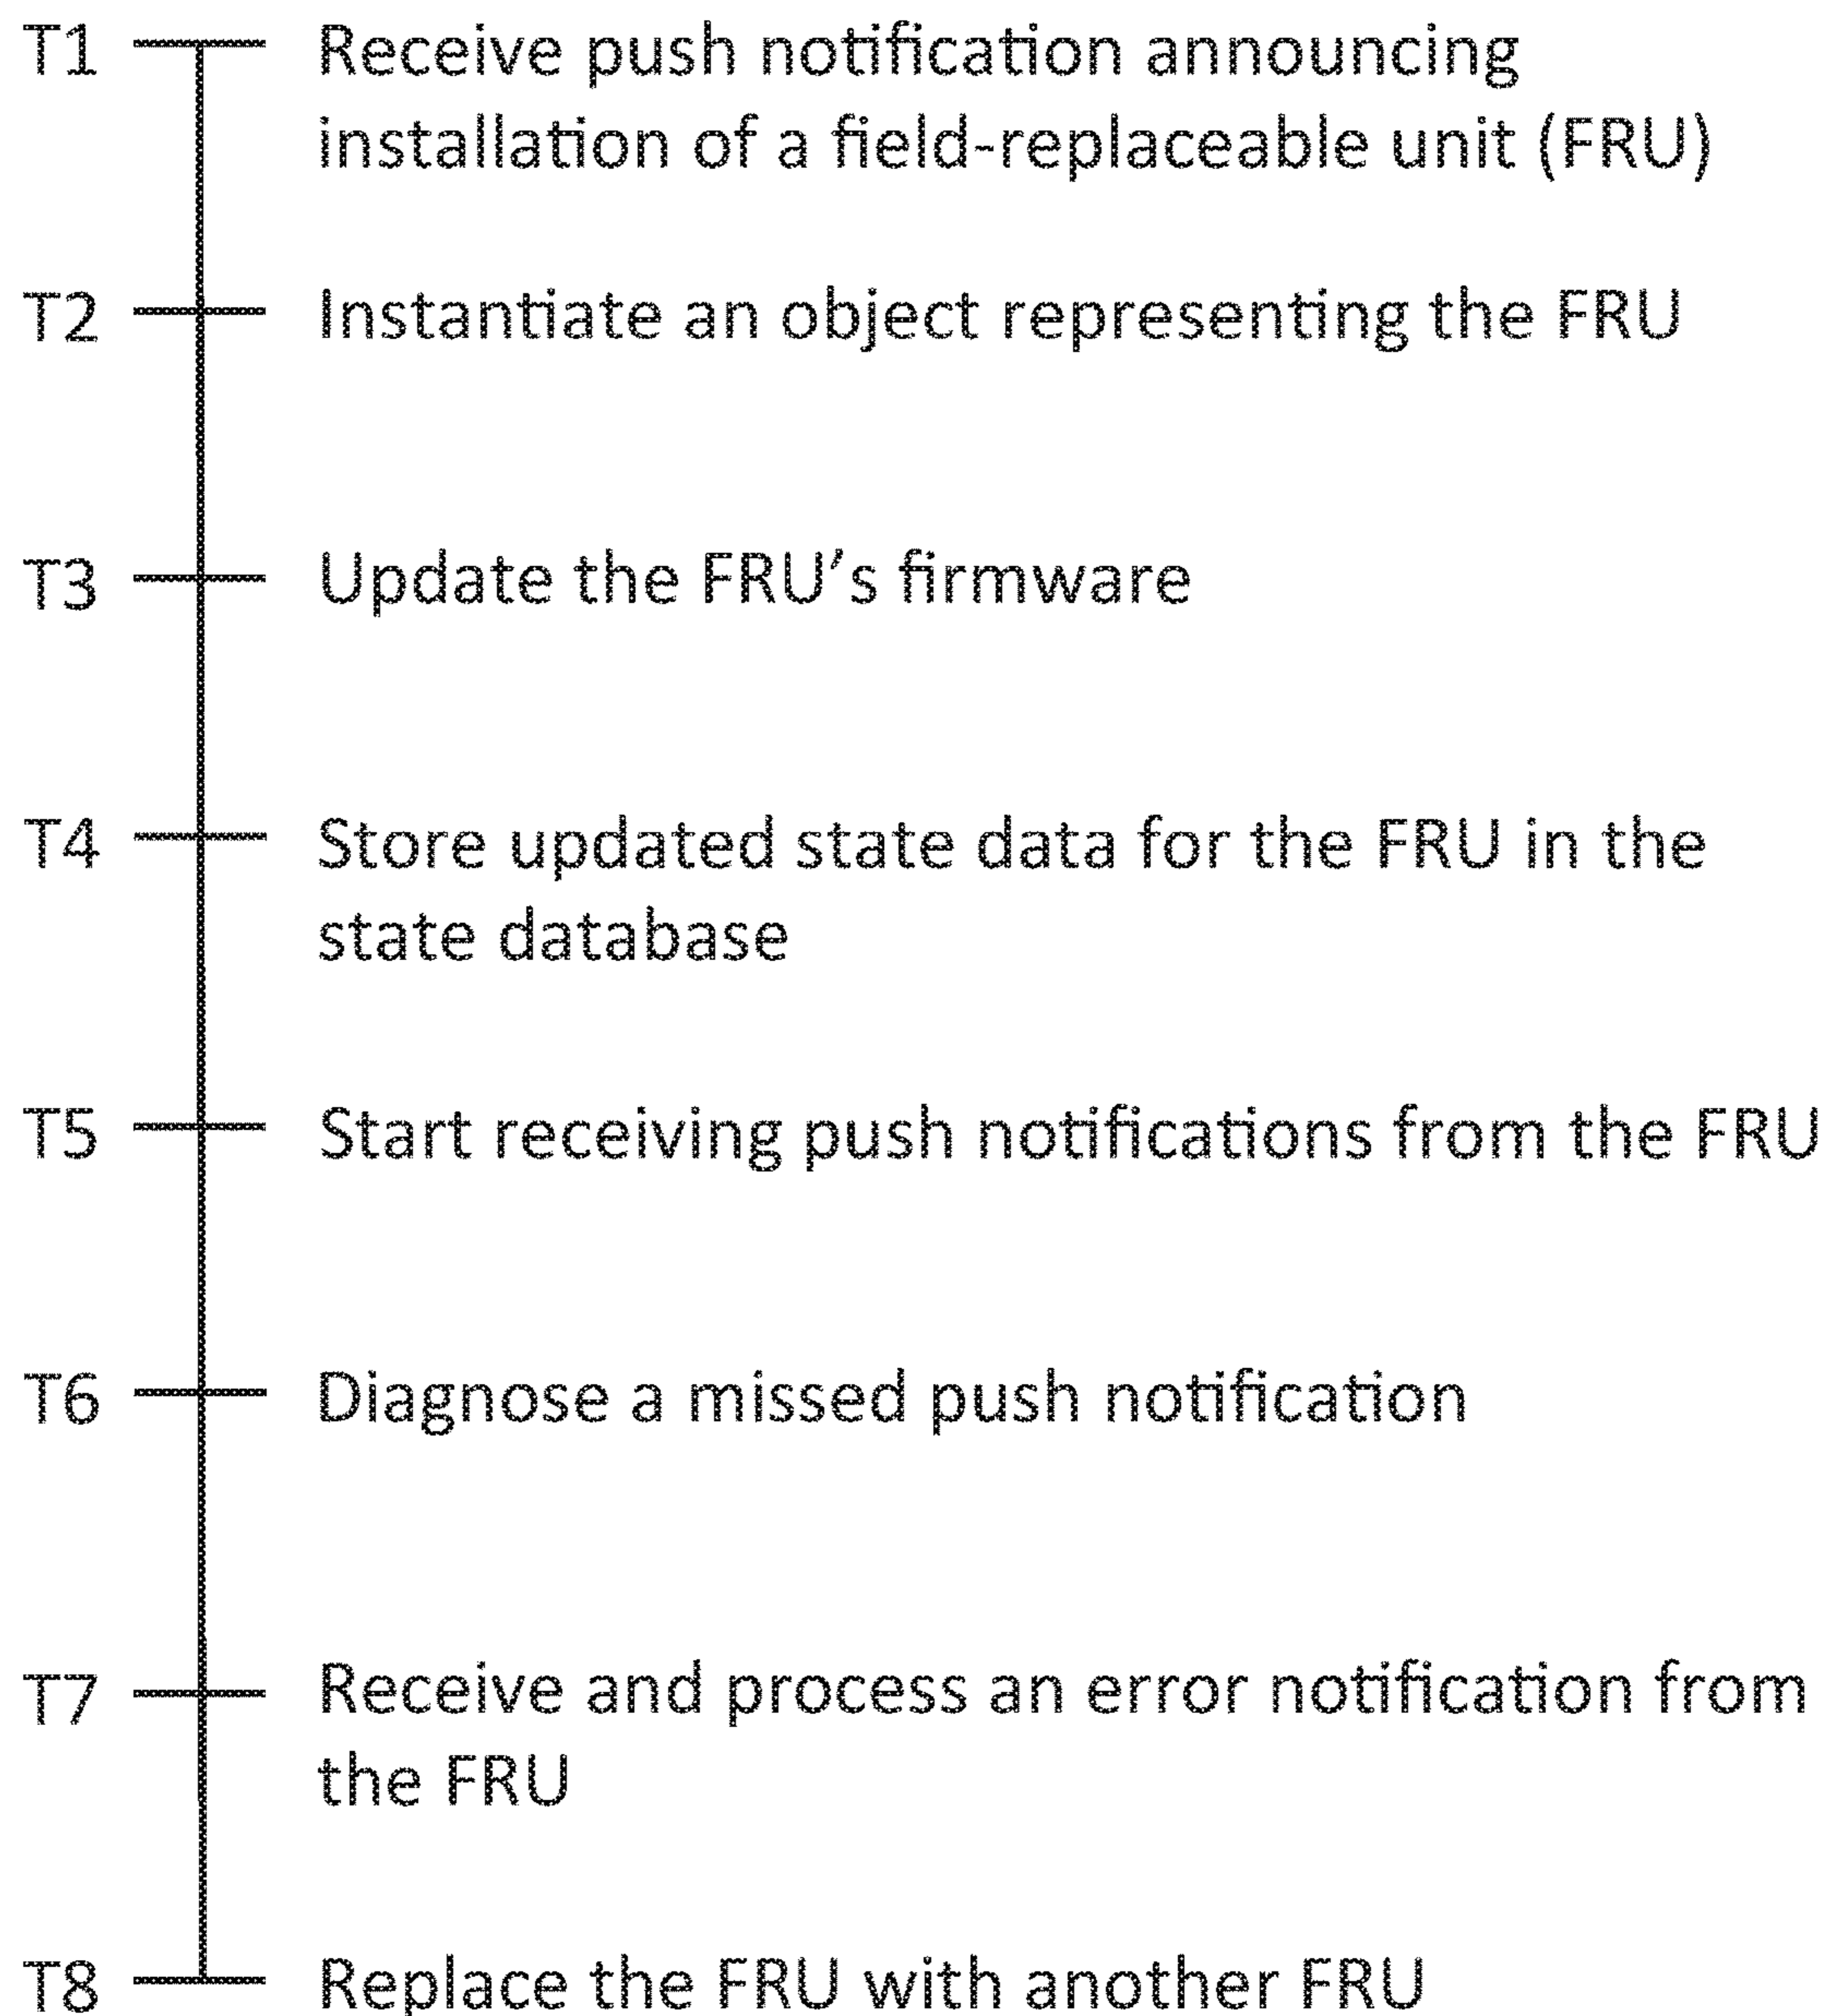 T1 Receive push notification announcing
installation of a field-replaceable unit (FRU)
T2 Instantiate an object representing the FRU
T3 Update the FRU's firmware
T4 Store updated state data for the FRU in the
state database
T5 Start receiving push notifications from the FRU
T6 Diagnose a missed push notification
T7 Receive and process an error notification from
the FRU
T8 Replace the FRU with another FRU